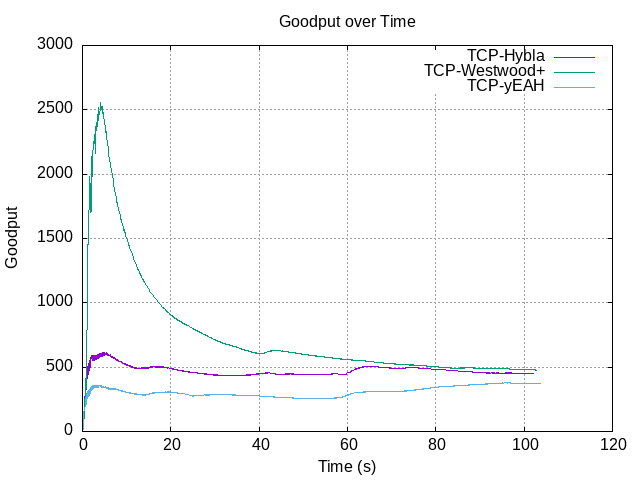 Goodput over Time
3000
2500
2000
1500
1000
500
0
Goodput
TCP-Hybla
TCP-Westwood+
TCP-yEAH
0 20 40 60 80 100 120
Time (s)